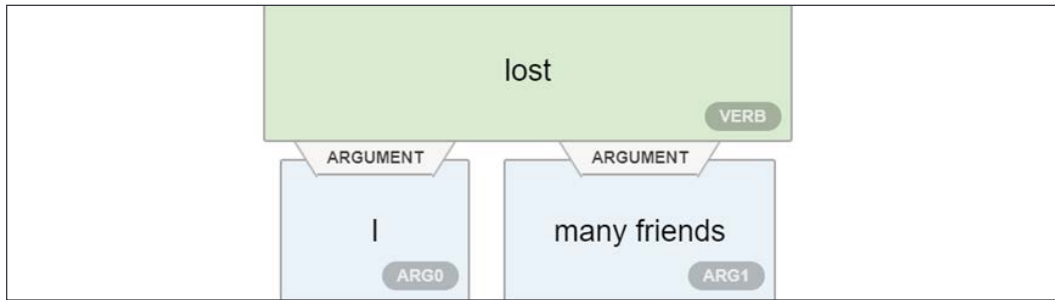 lost
VERB
ARGUMENT ARGUMENT
I many friends
ARG0 ARG1